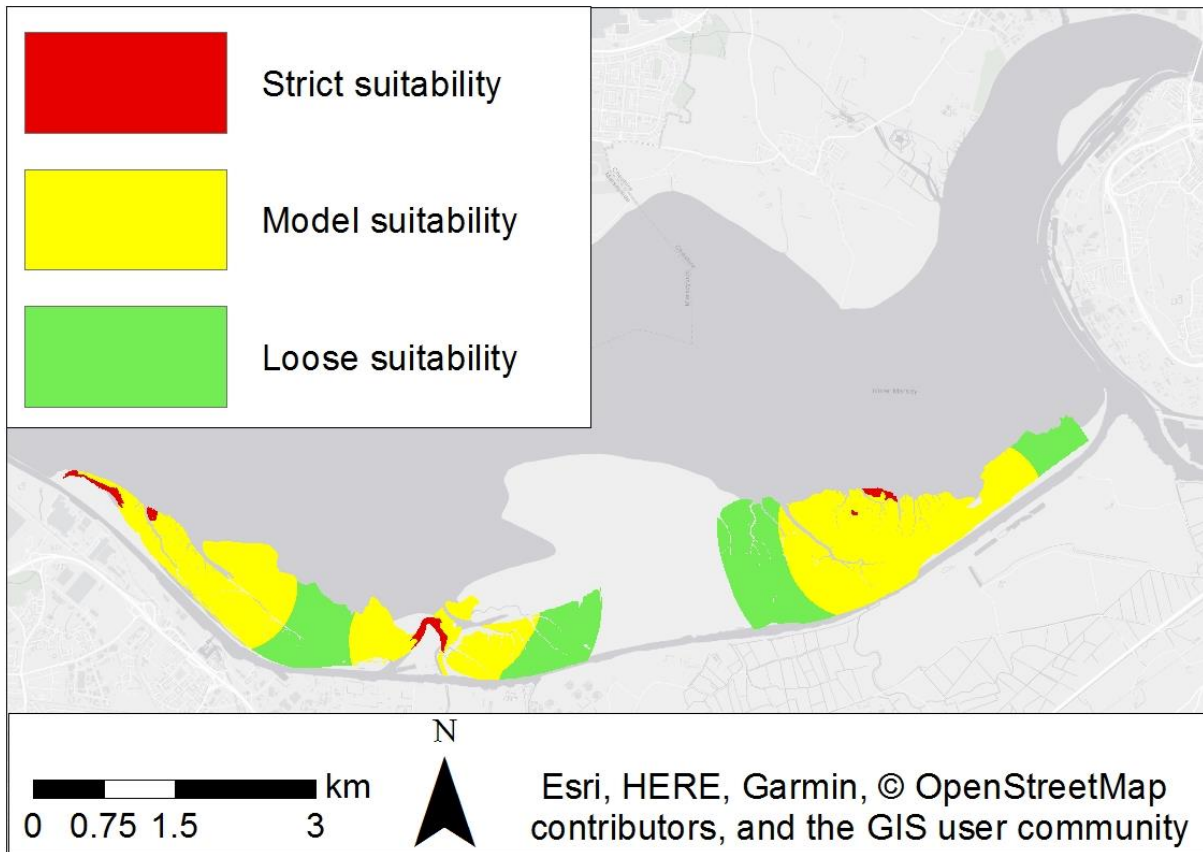 Strict suitability
Model suitability
Loose suitability
N
km
0 0.75 1.5 3
Esri, HERE, Garmin, © OpenStreetMap
contributors, and the GIS user community